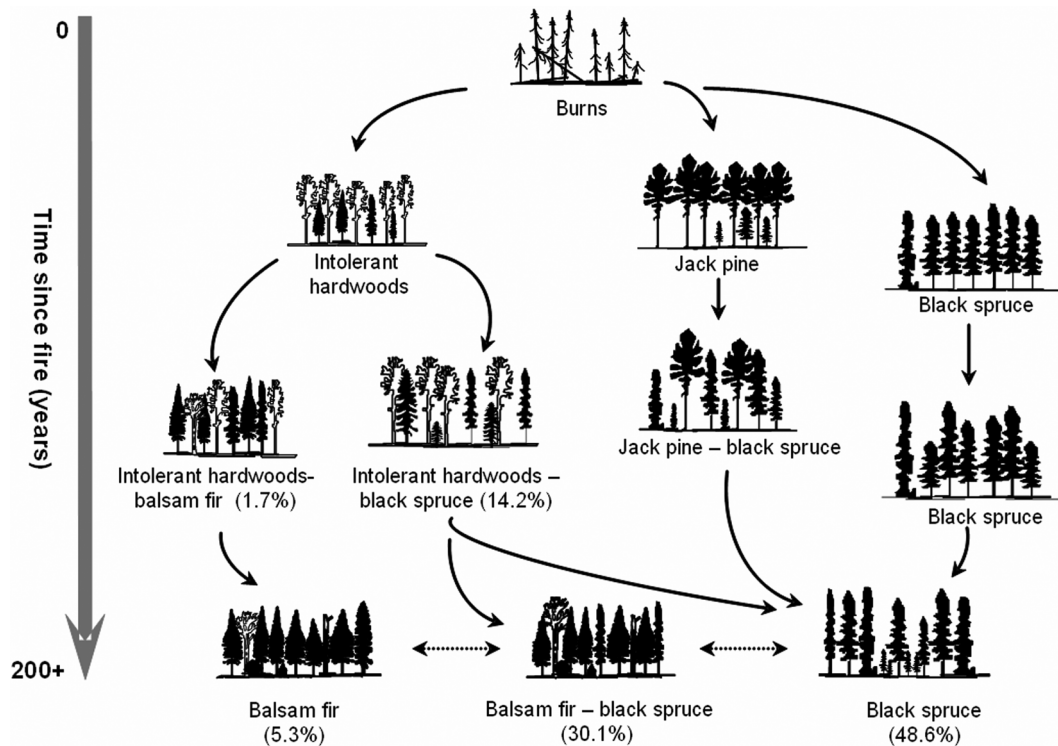 0
Burns
Time since fire (years)
Intolerant
hardwoods
Jack pine
Black spruce
Intolerant hardwoods-
balsam fir (1.7%)
Intolerant hardwoods –
black spruce (14.2%)
Jack pine – black spruce
Black spruce
200+
Balsam fir
(5.3%)
Balsam fir – black spruce
(30.1%)
Black spruce
(48.6%)